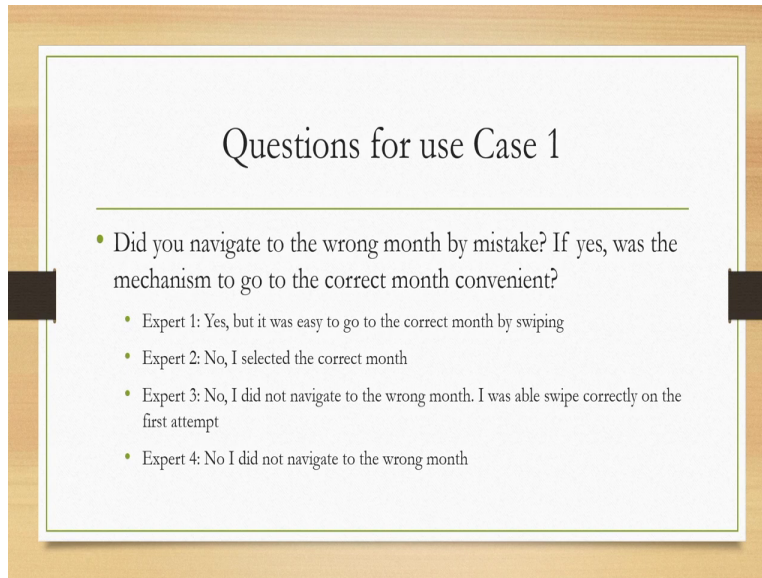 Questions for use Case 1
• Did you navigate to the wrong month by mistake? If yes, was the
mechanism to go to the correct month convenient?
• Expert 1: Yes, but it was easy to go to the correct month by swiping
• Expert 2: No, I selected the correct month
• Expert 3: No, I did not navigate to the wrong month. I was able swipe correctly on the
first attempt
• Expert 4: No I did not navigate to the wrong month